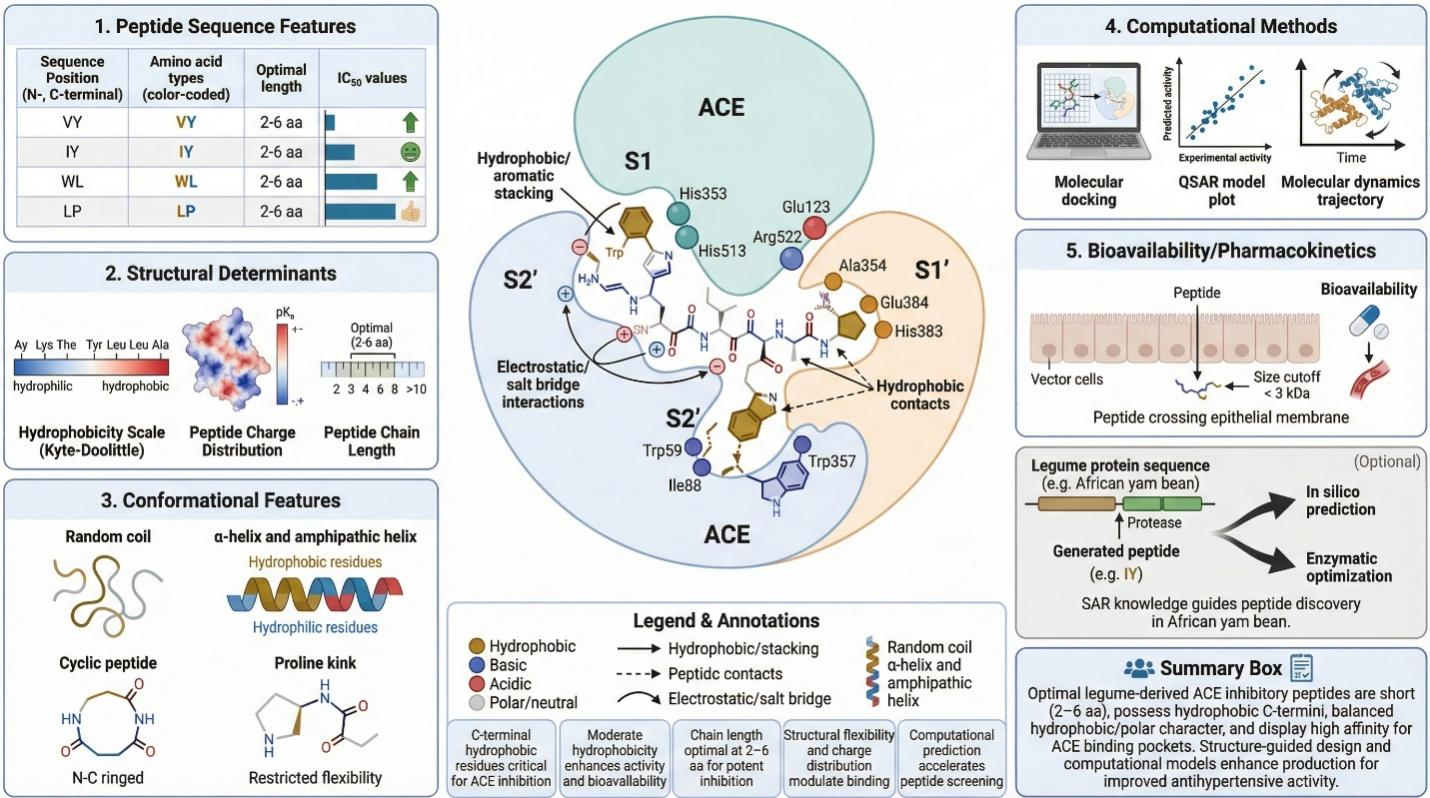 1. Peptide Sequence Features
Sequence
Position
(N-, C-terminal)
Amino acid
types
(color-coded)
Optimal
length
IC50 values
VY
VY
2-6 aa
IY
IY
2-6 aa
WL
WL
2-6 aa
LP
LP
2-6 aa
2. Structural Determinants
Ay Lys The Tyr Leu Leu Ala
hydrophilic
hydrophobic
Hydrophobicity Scale
(Kyte-Doolittle)
pKa
+-
-.+
Peptide Charge
Distribution
Optimal
(2-6 aa)
2 3 4 6 8 >10
Peptide Chain
Length
3. Conformational Features
Random coil
α-helix and amphipathic helix
Hydrophobic residues
Hydrophilic residues
Cyclic peptide
O
HN
NH
O
O
N-C ringed
Proline kink
H
N
O
O
N
H
Restricted flexibility
ACE
S1
Hydrophobic/
aromatic
stacking
His353
His513
Glu123
Arg522
S2’
S1’
Trp
N
N
H
H2N
N
H
Ala354
Glu384
His383
SN
O
O
N
H
O
O
O
H
N
O
N
H
O
Electrostatic/
salt bridge
interactions
Hydrophobic
contacts
N
S2’
Trp59
Ile88
Trp357
N
H
ACE
Legend & Annotations
Hydrophobic
Basic
Acidic
Polar/neutral
Hydrophobic/stacking
Peptidc contacts
Electrostatic/salt bridge
Random coil
α-helix and
amphipathic
helix
C-terminal
hydrophobic
residues critical
for ACE inhibition
Moderate
hydrophobicity
enhances activity
and bioavallability
Chain length
optimal at 2–6
aa for potent
inhibition
Structural flexibility
and charge
distribution
modulate binding
Computational
prediction
accelerates
peptide screening
4. Computational Methods
Molecular
docking
Predicted activity
Experimental activity
QSAR model
plot
Time
Molecular dynamics
trajectory
5. Bioavailability/Pharmacokinetics
Peptide
Bioavailability
Vector cells
Size cutoff
< 3 kDa
Peptide crossing epithelial membrane
(Optional)
Legume protein sequence
(e.g. African yam bean)
Protease
Generated peptide
(e.g. IY)
In silico
prediction
Enzymatic
optimization
SAR knowledge guides peptide discovery
in African yam bean.
Summary Box
Optimal legume-derived ACE inhibitory peptides are short
(2–6 aa), possess hydrophobic C-termini, balanced
hydrophobic/polar character, and display high affinity for
ACE binding pockets. Structure-guided design and
computational models enhance production for
improved antihypertensive activity.